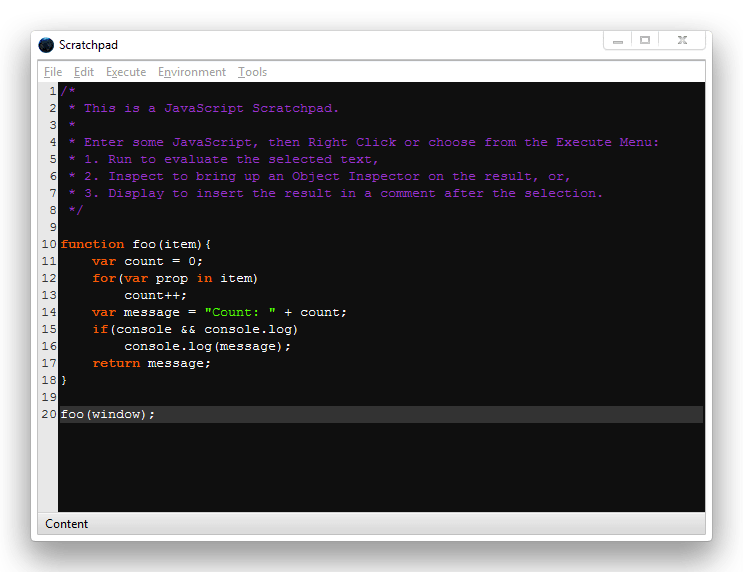 Scratchpad
File Edit Execute Environment Tools
1 /*
2  * This is a JavaScript Scratchpad.
3  *
4  * Enter some JavaScript, then Right Click or choose from the Execute Menu:
5  * 1. Run to evaluate the selected text,
6  * 2. Inspect to bring up an Object Inspector on the result, or,
7  * 3. Display to insert the result in a comment after the selection.
8  */
9
10 function foo(item){
11     var count = 0;
12     for(var prop in item)
13         count++;
14     var message = "Count: " + count;
15     if(console && console.log)
16         console.log(message);
17     return message;
18 }
19
20 foo(window);
Content